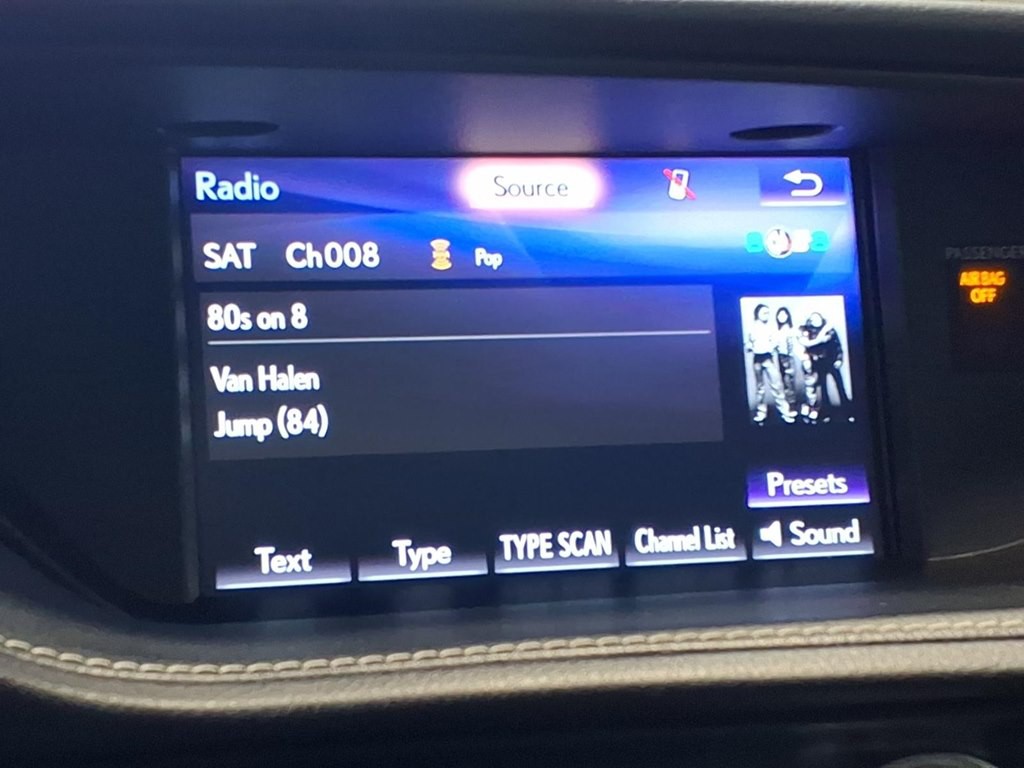 Radio
Source
SAT Ch008 Pop
80s on 8
Van Halen
Jump (84)
Presets
Text
Type
TYPE SCAN
Channel List
Sound
PASSENGER
AIR BAG
OFF